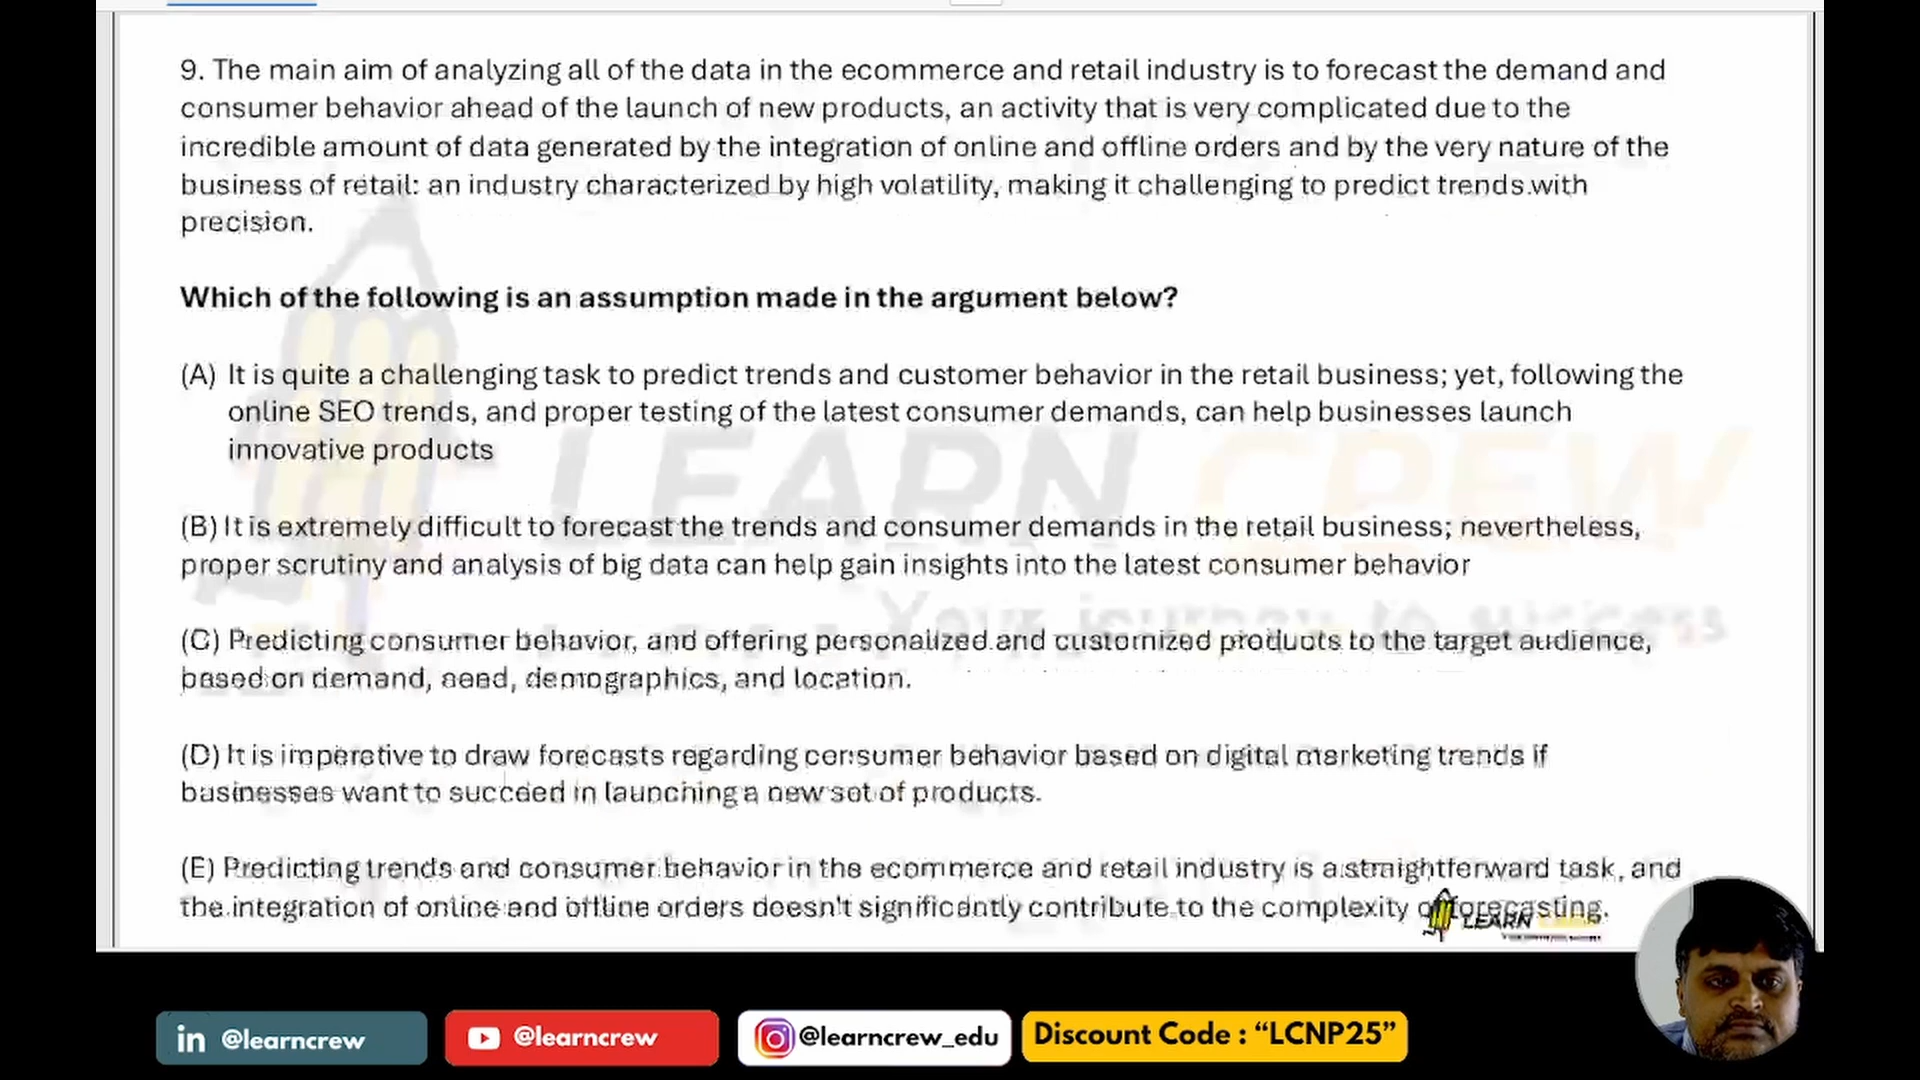 9. The main aim of analyzing all of the data in the ecommerce and retail industry is to forecast the demand and
consumer behavior ahead of the launch of new products, an activity that is very complicated due to the
incredible amount of data generated by the integration of online and offline orders and by the very nature of the
business of retail: an industry characterized by high volatility, making it challenging to predict trends with
precision.
Which of the following is an assumption made in the argument below?
(A) It is quite a challenging task to predict trends and customer behavior in the retail business; yet, following the
online SEO trends, and proper testing of the latest consumer demands, can help businesses launch
innovative products
(B) It is extremely difficult to forecast the trends and consumer demands in the retail business; nevertheless,
proper scrutiny and analysis of big data can help gain insights into the latest consumer behavior
(C) Predicting consumer behavior, and offering personalized and customized products to the target audience,
based on demand, need, demographics, and location.
(D) It is imperative to draw forecasts regarding consumer behavior based on digital marketing trends if
businesses want to succeed in launching a new set of products.
(E) Predicting trends and consumer behavior in the ecommerce and retail industry is a straightforward task, and
the integration of online and offline orders doesn't significantly contribute to the complexity of forecasting.
LEARN CREW
Your journey to success
LEARN
in @learncrew
@learncrew
@learncrew_edu
Discount Code : “LCNP25”